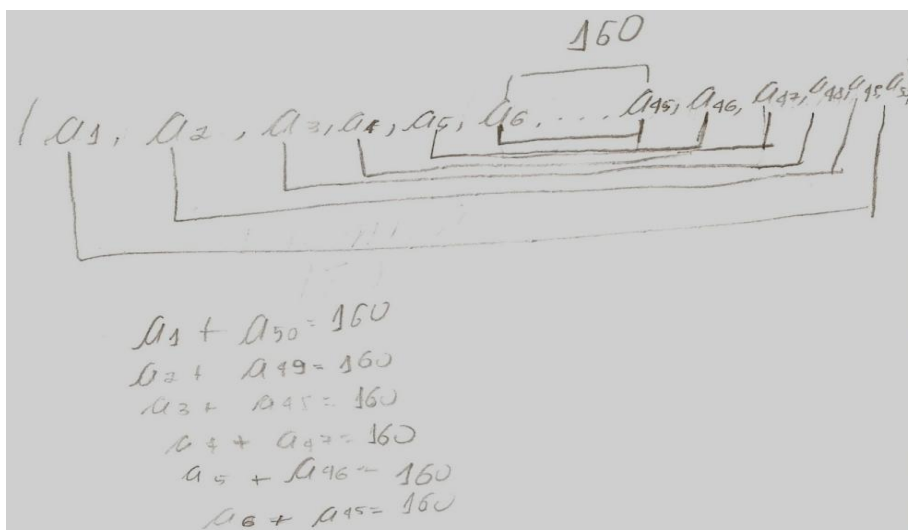 160
( a1, a2, a3, a4, a5, a6, .... a45, a46, a47, a48, a49, a5
a1 + a50 = 160
a2 + a49 = 160
a3 + a48 = 160
a4 + a47 = 160
a5 + a46 = 160
a6 + a45 = 160